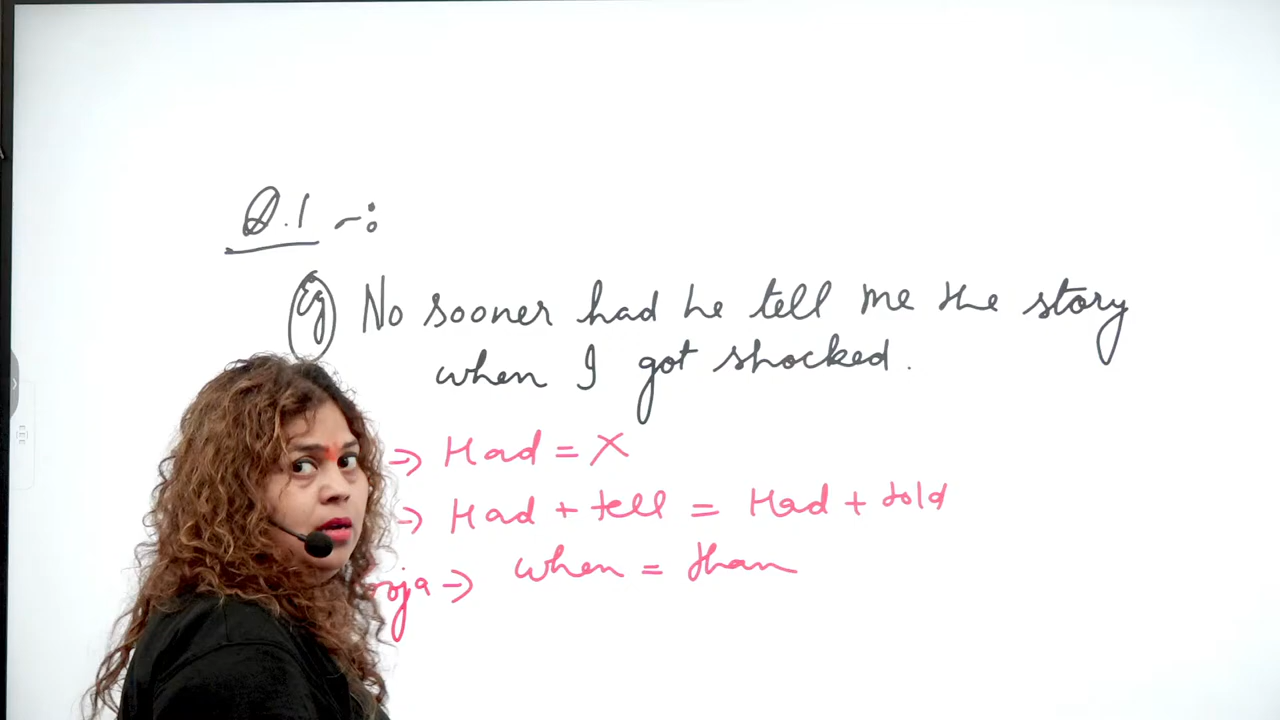 Q.1 -:
Eg No sooner had he tell me the story
when I got shocked.
→ Had = X
→ Had + tell = Had + told
→ when = than